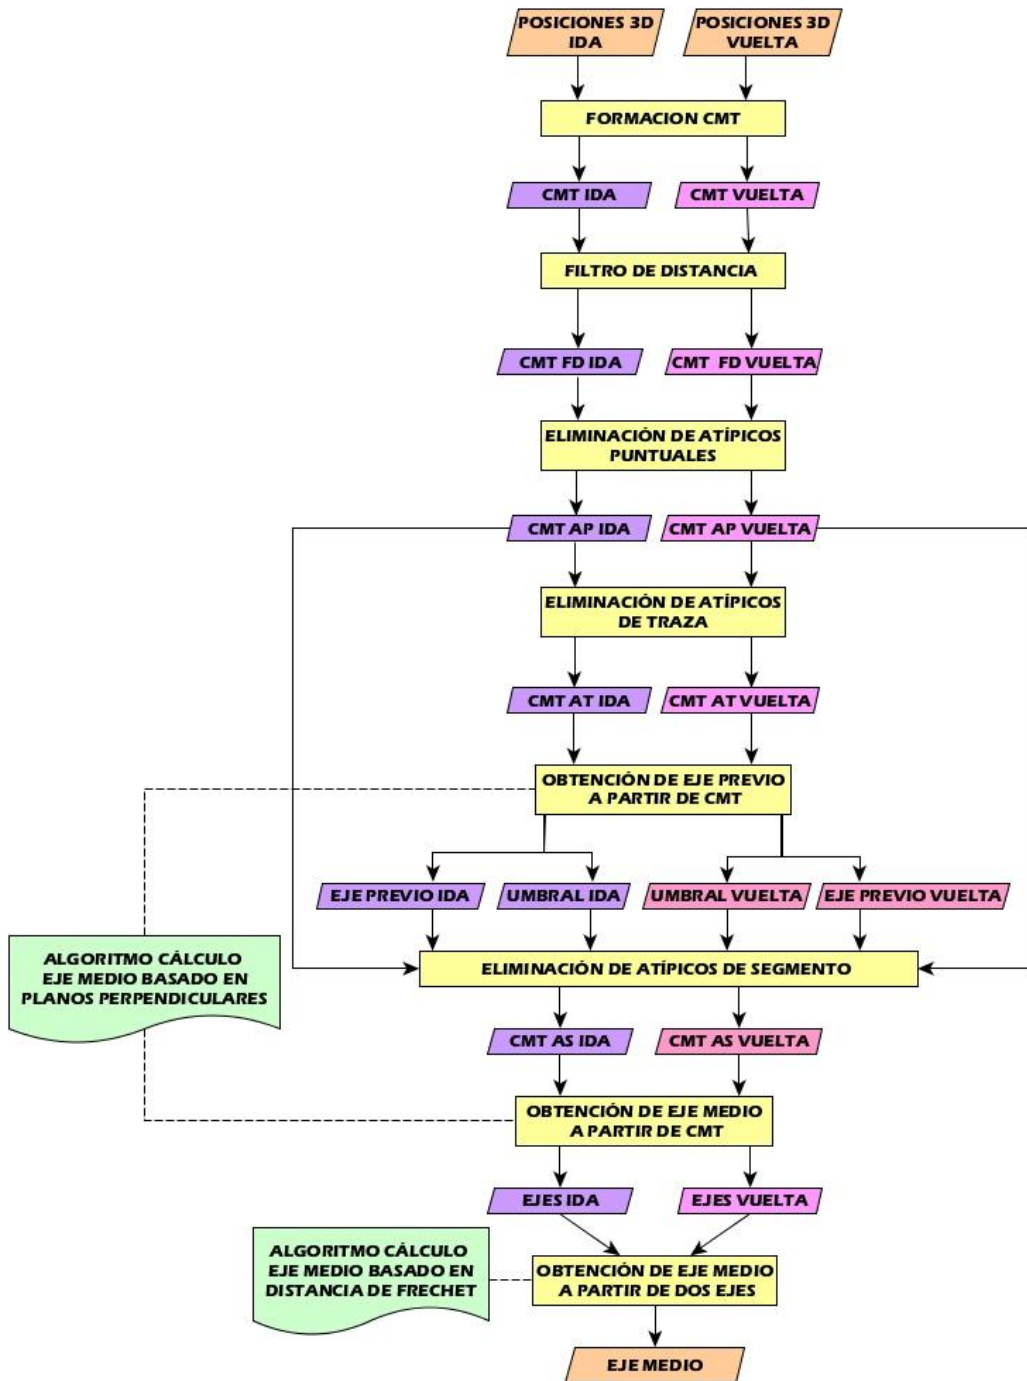 POSICIONES 3D
IDA
POSICIONES 3D
VUELTA
FORMACION CMT
CMT IDA
CMT VUELTA
FILTRO DE DISTANCIA
CMT FD IDA
CMT FD VUELTA
ELIMINACIÓN DE ATÍPICOS
PUNTUALES
CMT AP IDA
CMT AP VUELTA
ELIMINACIÓN DE ATÍPICOS
DE TRAZA
CMT AT IDA
CMT AT VUELTA
OBTENCIÓN DE EJE PREVIO
A PARTIR DE CMT
EJE PREVIO IDA
UMBRAL IDA
UMBRAL VUELTA
EJE PREVIO VUELTA
ALGORITMO CÁLCULO
EJE MEDIO BASADO EN
PLANOS PERPENDICULARES
ELIMINACIÓN DE ATÍPICOS DE SEGMENTO
CMT AS IDA
CMT AS VUELTA
OBTENCIÓN DE EJE MEDIO
A PARTIR DE CMT
EJES IDA
EJES VUELTA
ALGORITMO CÁLCULO
EJE MEDIO BASADO EN
DISTANCIA DE FRECHET
OBTENCIÓN DE EJE MEDIO
A PARTIR DE DOS EJES
EJE MEDIO